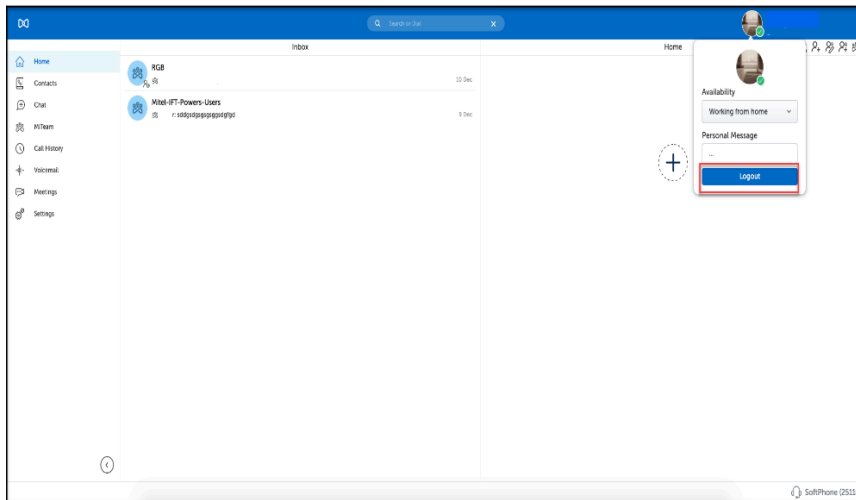 Search or Dial
X
Inbox
Home
Home
Contacts
Chat
MiTeam
Call History
Voicemail
Meetings
Settings
RGB
10 Dec
Mitel-IFT-Powers-Users
9 Dec
Availability
Working from home
Personal Message
...
Logout
SoftPhone (2511